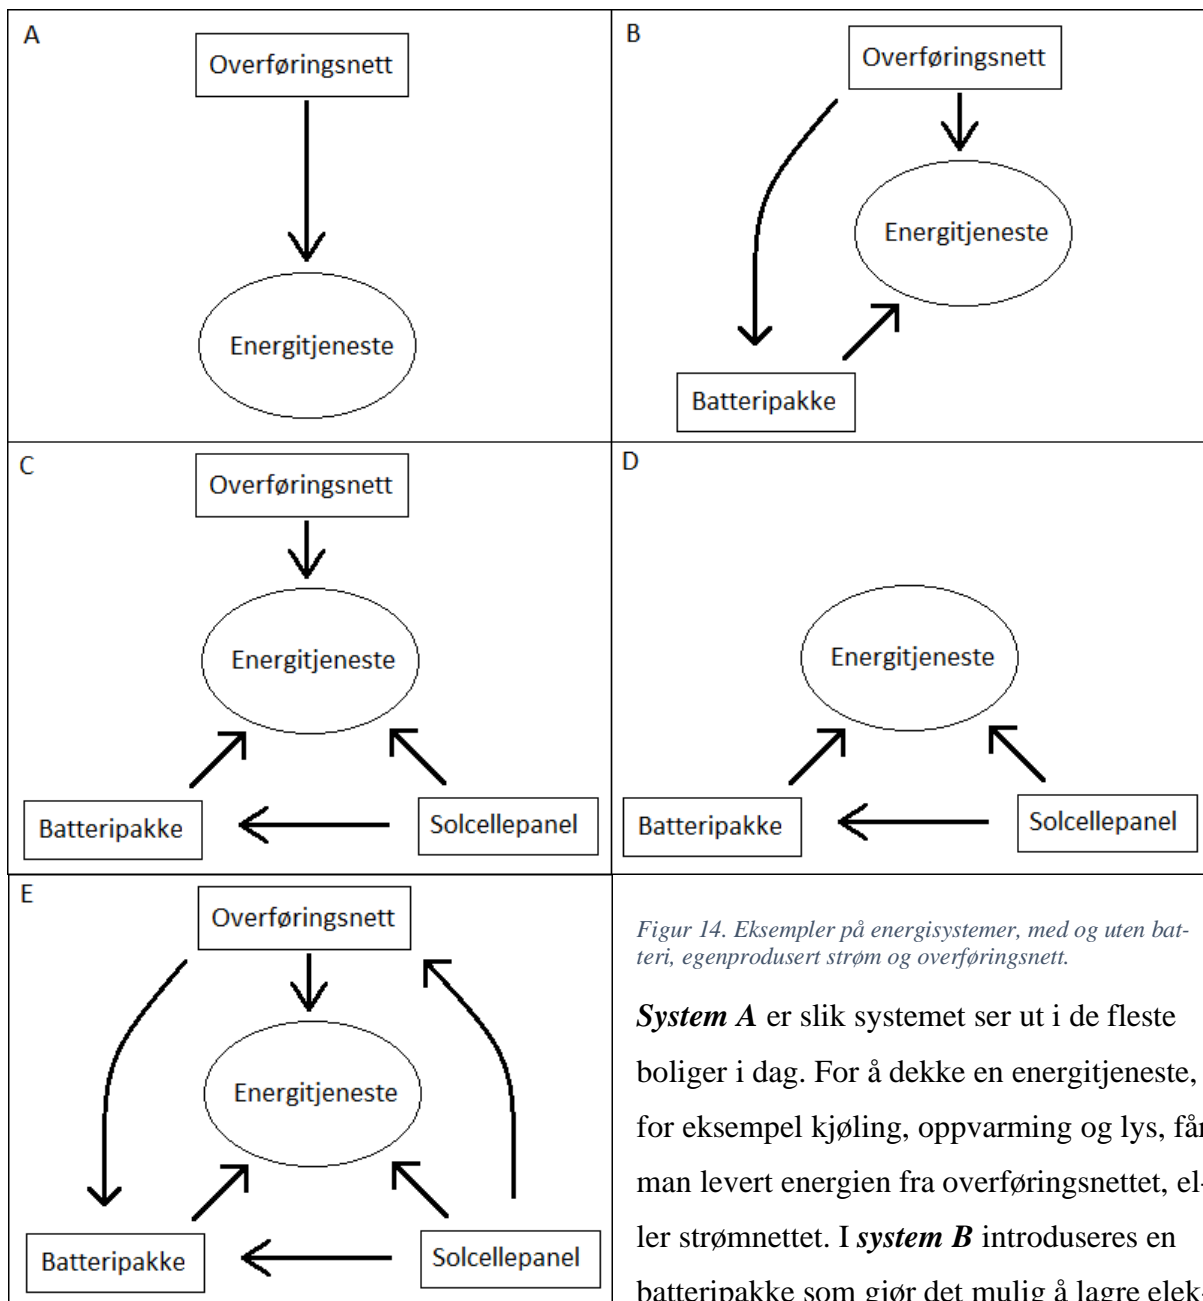 A
Overføringsnett
Energitjeneste
B
Overføringsnett
Energitjeneste
Batteripakke
C
Overføringsnett
Energitjeneste
Batteripakke
Solcellepanel
D
Energitjeneste
Batteripakke
Solcellepanel
E
Overføringsnett
Energitjeneste
Batteripakke
Solcellepanel
Figur 14. Eksempler på energisystemer, med og uten bat-
teri, egenprodusert strøm og overføringsnett.
System A er slik systemet ser ut i de fleste
boliger i dag. For å dekke en energitjeneste,
for eksempel kjøling, oppvarming og lys, får
man levert energien fra overføringsnettet, el-
ler strømnettet. I system B introduseres en
batteripakke som gjør det mulig å lagre elek-